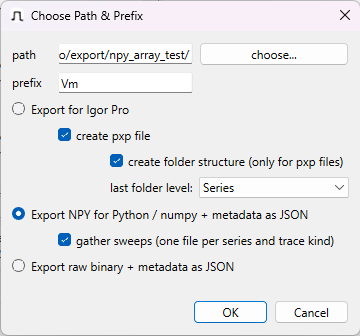 Choose Path & Prefix
path o/export/npy_array_test/ choose...
prefix Vm
Export for Igor Pro
create pxp file
create folder structure (only for pxp files)
last folder level: Series
Export NPY for Python / numpy + metadata as JSON
gather sweeps (one file per series and trace kind)
Export raw binary + metadata as JSON
OK Cancel